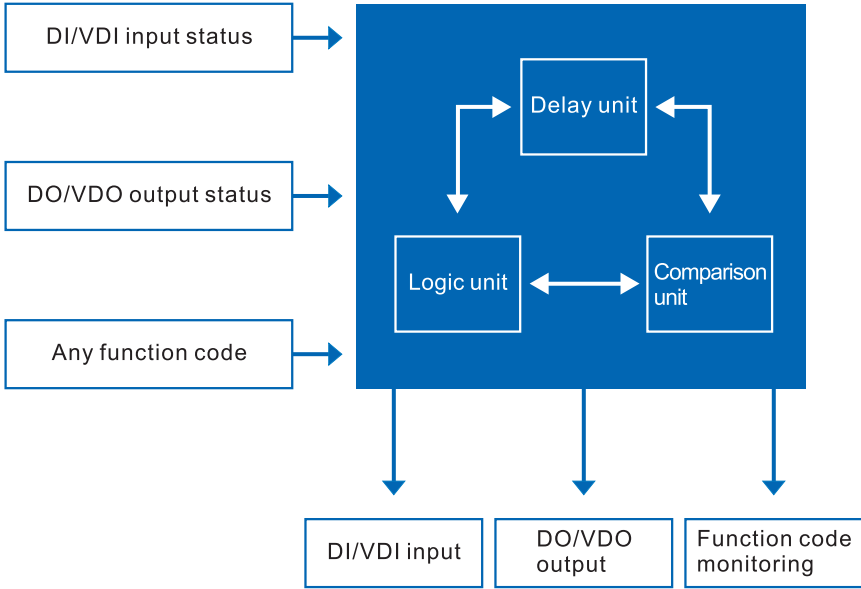 DI/VDI input status
DO/VDO output status
Any function code
Delay unit
Logic unit
Comparison
unit
DI/VDI input
DO/VDO
output
Function code
monitoring